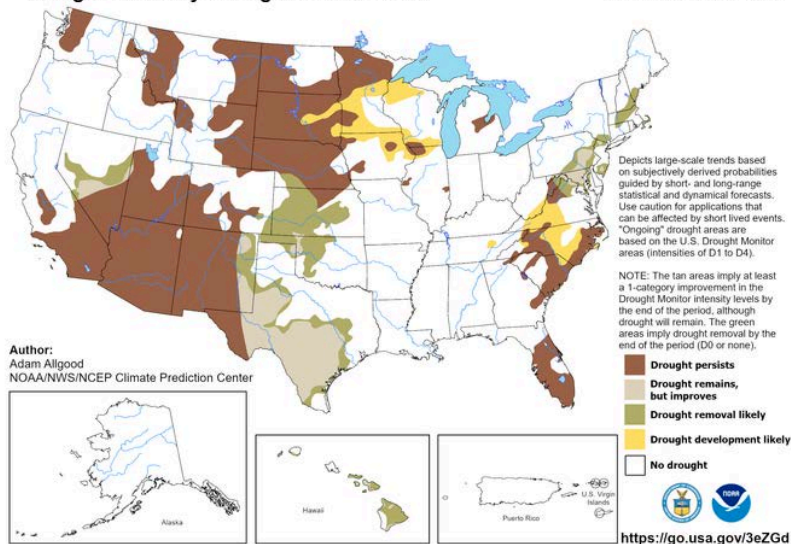 Depicts large-scale trends based
on subjectively derived probabilities
guided by short- and long-range
statistical and dynamical forecasts.
Use caution for applications that
can be affected by short lived events.
"Ongoing" drought areas are
based on the U.S. Drought Monitor
areas (intensities of D1 to D4).
NOTE: The tan areas imply at least
a 1-category improvement in the
Drought Monitor intensity levels by
the end of the period, although
drought will remain. The green
areas imply drought removal by the
end of the period (D0 or none).
Author:
Adam Allgood
NOAA/NWS/NCEP Climate Prediction Center
Drought persists
Drought remains,
but improves
Drought removal likely
Drought development likely
No drought
Alaska
Hawaii
Puerto Rico
U.S. Virgin
Islands
NOAA
https://go.usa.gov/3eZGd